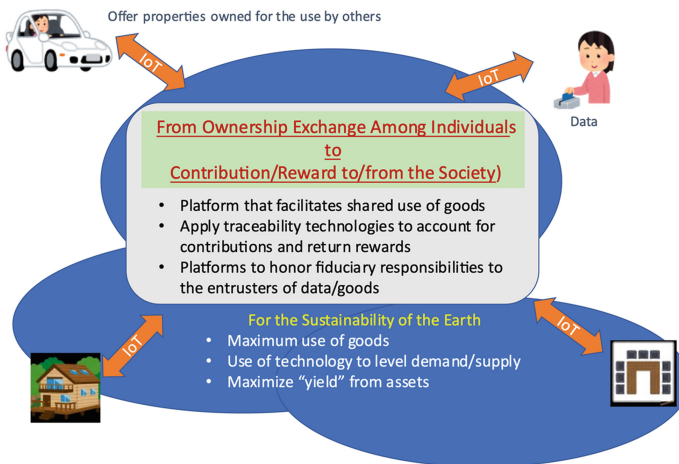 Offer properties owned for the use by others
IoT
IoT
Data
From Ownership Exchange Among Individuals
to
Contribution/Reward to/from the Society)
• Platform that facilitates shared use of goods
• Apply traceability technologies to account for
contributions and return rewards
• Platforms to honor fiduciary responsibilities to
the entrusters of data/goods
For the Sustainability of the Earth
• Maximum use of goods
• Use of technology to level demand/supply
• Maximize “yield” from assets
IoT
IoT